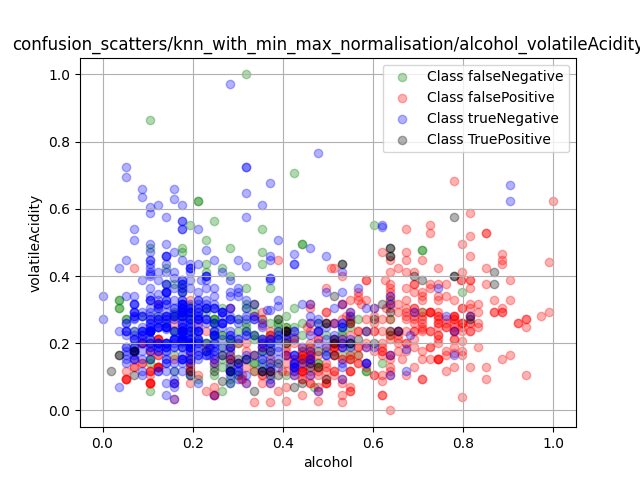 confusion_scatters/knn_with_min_max_normalisation/alcohol_volatileAcidity
Class falseNegative
Class falsePositive
Class trueNegative
Class TruePositive
1.0
0.8
0.6
0.4
0.2
0.0
volatileAcidity
0.0 0.2 0.4 0.6 0.8 1.0
alcohol